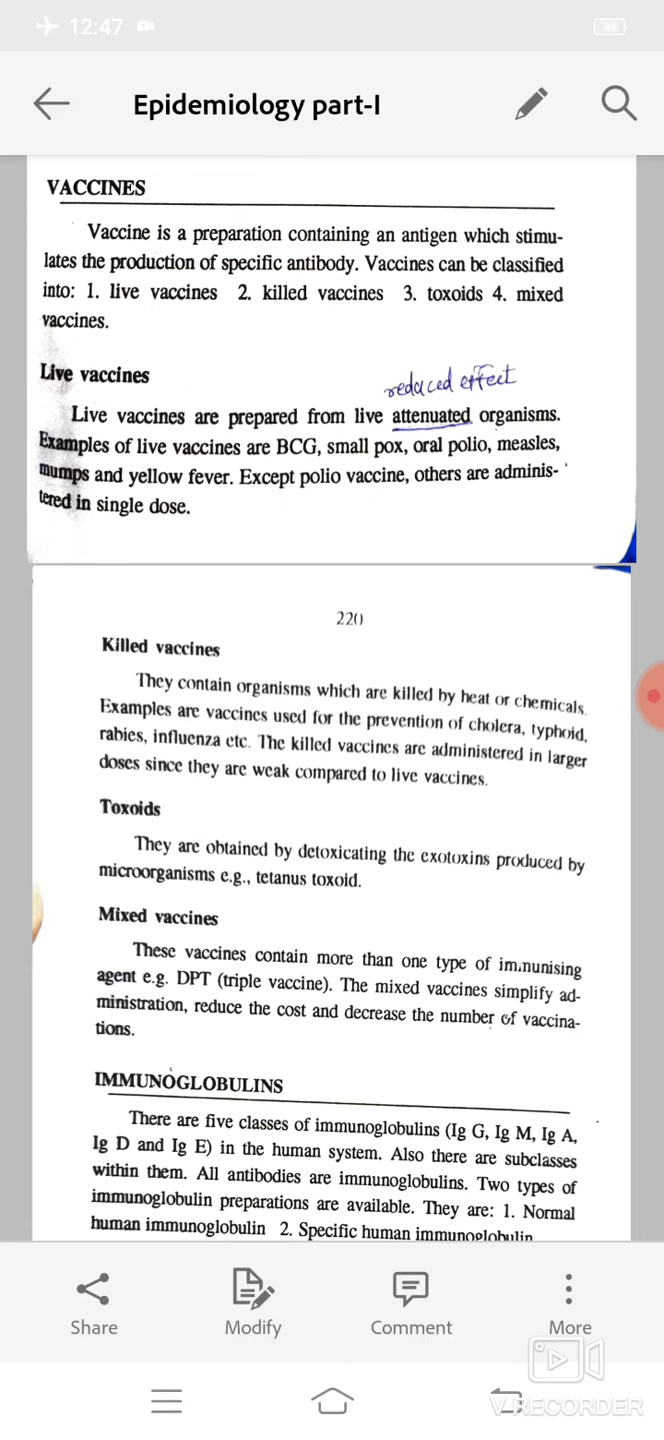 12:47
94
Epidemiology part-I
VACCINES
Vaccine is a preparation containing an antigen which stimu-
lates the production of specific antibody. Vaccines can be classified
into: 1. live vaccines 2. killed vaccines 3. toxoids 4. mixed
vaccines.
Live vaccines
reduced effect
Live vaccines are prepared from live attenuated organisms.
Examples of live vaccines are BCG, small pox, oral polio, measles,
mumps and yellow fever. Except polio vaccine, others are adminis-
tered in single dose.
220
Killed vaccines
They contain organisms which are killed by heat or chemicals.
Examples are vaccines used for the prevention of cholera, typhoid,
rabies, influenza etc. The killed vaccines are administered in larger
doses since they are weak compared to live vaccines.
Toxoids
They are obtained by detoxicating the exotoxins produced by
microorganisms e.g., tetanus toxoid.
Mixed vaccines
These vaccines contain more than one type of immunising
agent e.g. DPT (triple vaccine). The mixed vaccines simplify ad-
ministration, reduce the cost and decrease the number of vaccina-
tions.
IMMUNOGLOBULINS
There are five classes of immunoglobulins (Ig G, Ig M, Ig A,
Ig D and Ig E) in the human system. Also there are subclasses
within them. All antibodies are immunoglobulins. Two types of
immunoglobulin preparations are available. They are: 1. Normal
human immunoglobulin 2. Specific human immunoglobulin
Share
Modify
Comment
More
V RECORDER